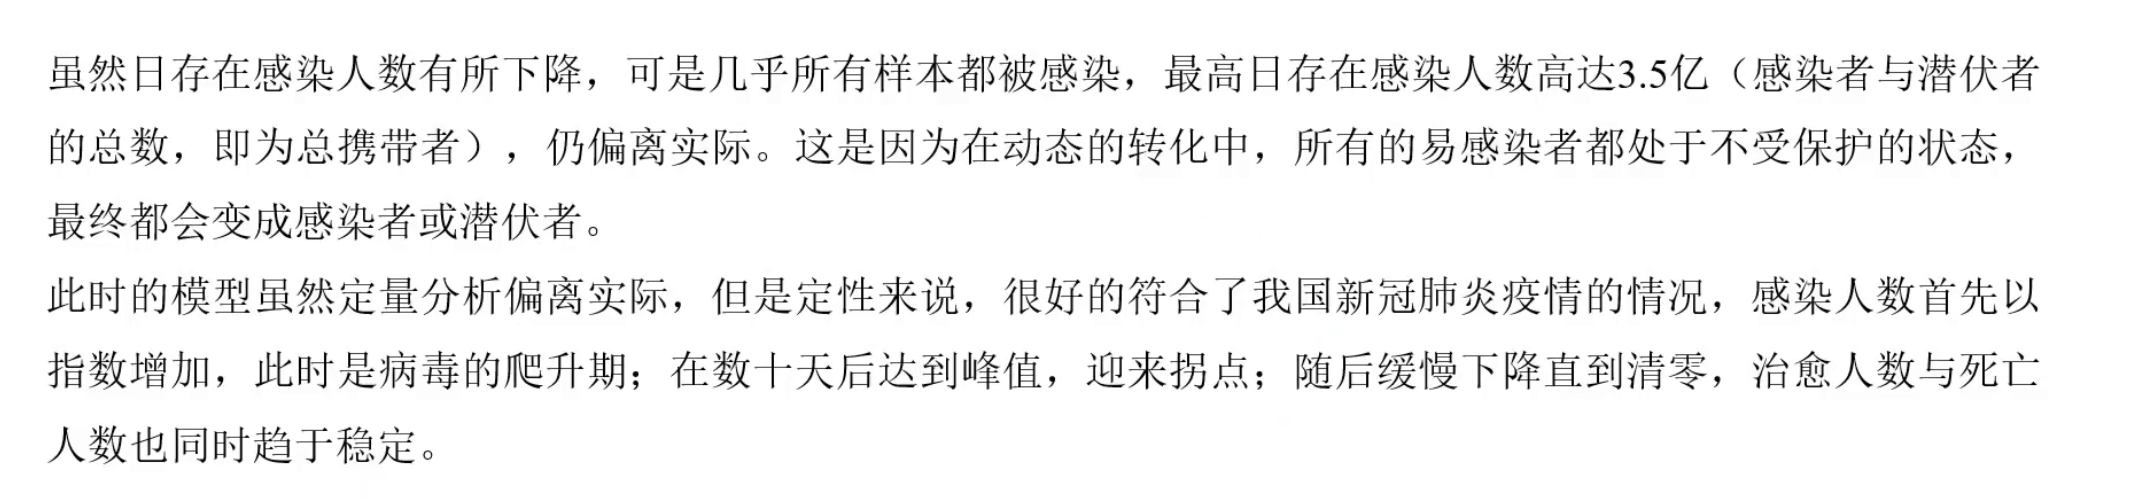 虽然日存在感染人数有所下降，可是几乎所有样本都被感染，最高日存在感染人数高达3.5亿（感染者与潜伏者
的总数，即为总携带者），仍偏离实际。这是因为在动态的转化中，所有的易感染者都处于不受保护的状态，
最终都会变成感染者或潜伏者。
此时的模型虽然定量分析偏离实际，但是定性来说，很好的符合了我国新冠肺炎疫情的情况，感染人数首先以
指数增加，此时是病毒的爬升期；在数十天后达到峰值，迎来拐点；随后缓慢下降直到清零，治愈人数与死亡
人数也同时趋于稳定。